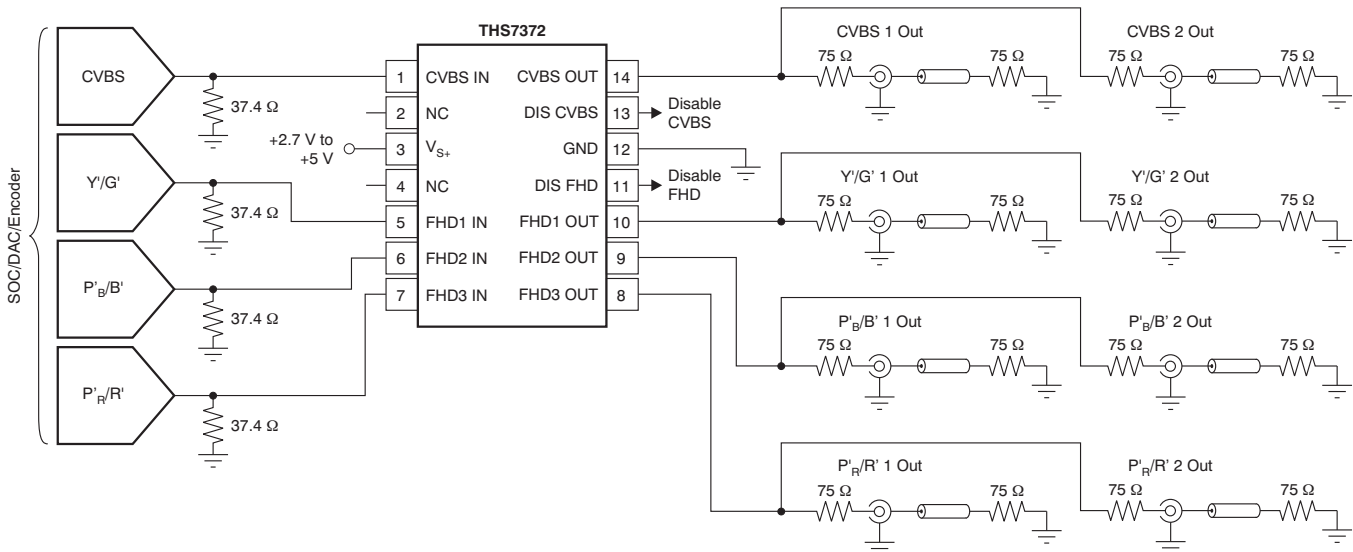 THS7372
SOC/DAC/Encoder
CVBS
37.4 Ω
Y'/G'
37.4 Ω
P'B/B'
37.4 Ω
P'R/R'
37.4 Ω
+2.7 V to
+5 V
1 CVBS IN
2 NC
3 VS+
4 NC
5 FHD1 IN
6 FHD2 IN
7 FHD3 IN
CVBS OUT 14
DIS CVBS 13
GND 12
DIS FHD 11
FHD1 OUT 10
FHD2 OUT 9
FHD3 OUT 8
Disable
CVBS
Disable
FHD
CVBS 1 Out
75 Ω 75 Ω
CVBS 2 Out
75 Ω 75 Ω
Y'/G' 1 Out
75 Ω 75 Ω
Y'/G' 2 Out
75 Ω 75 Ω
P'B/B' 1 Out
75 Ω 75 Ω
P'B/B' 2 Out
75 Ω 75 Ω
P'R/R' 1 Out
75 Ω 75 Ω
P'R/R' 2 Out
75 Ω 75 Ω